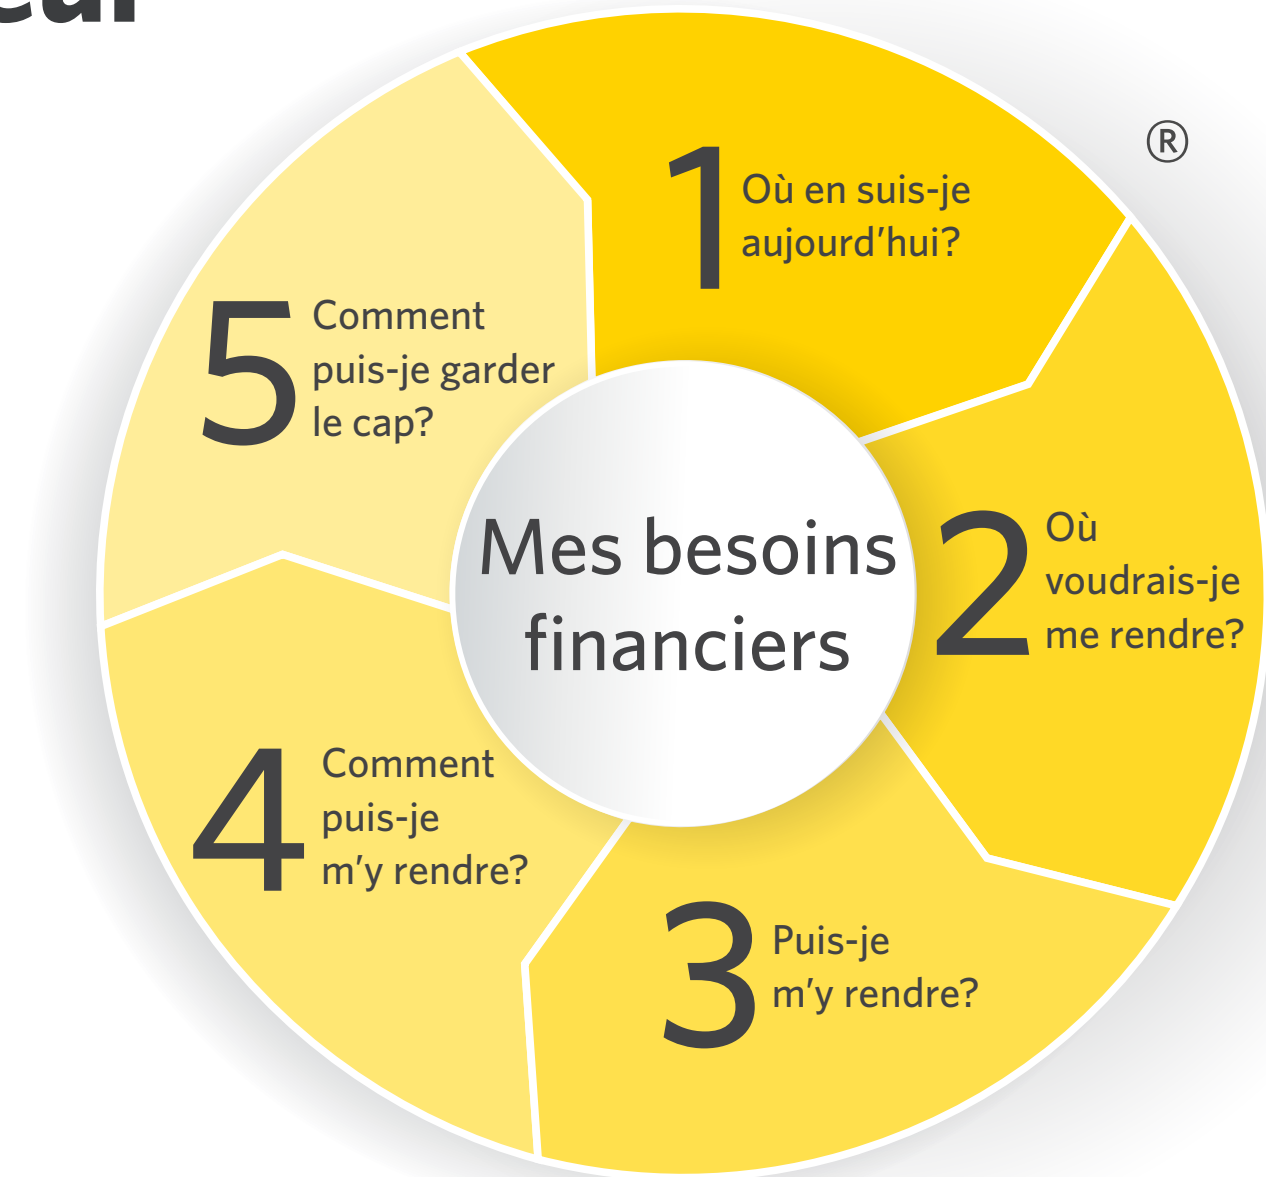 ®
1
Où en suis-je
aujourd’hui?
2
Où
voudrais-je
me rendre?
3
Puis-je
m’y rendre?
4
Comment
puis-je
m’y rendre?
5
Comment
puis-je garder
le cap?
Mes besoins
financiers